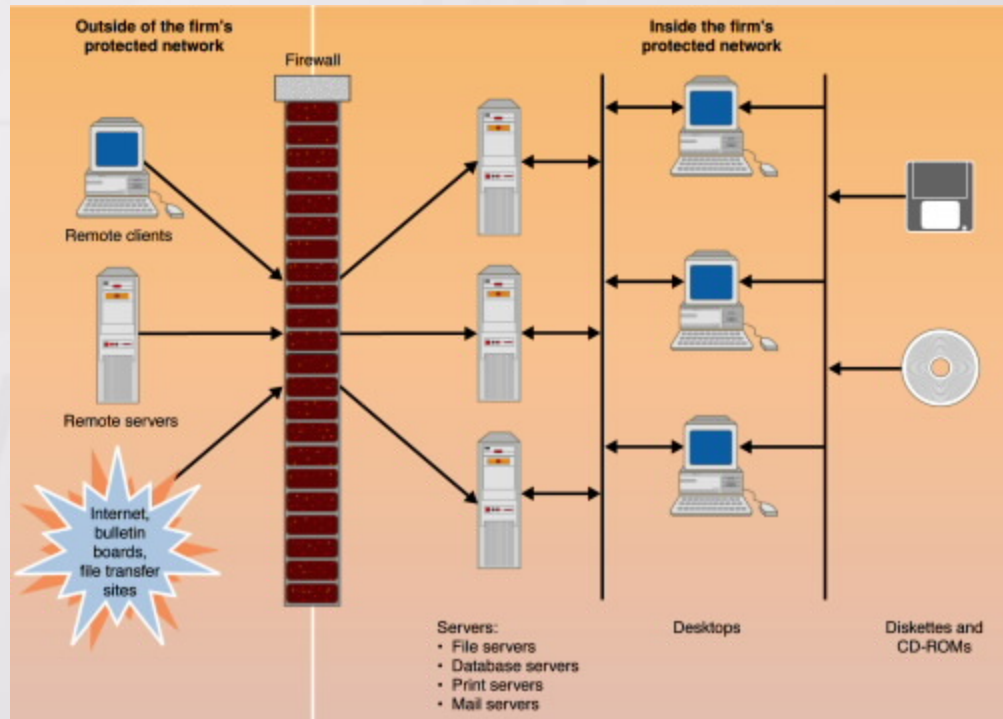 Outside of the firm's
protected network
Inside the firm's
protected network
Firewall
Remote clients
Remote servers
Internet,
bulletin
boards,
file transfer
sites
Servers:
• File servers
• Database servers
• Print servers
• Mail servers
Desktops
Diskettes and
CD-ROMs